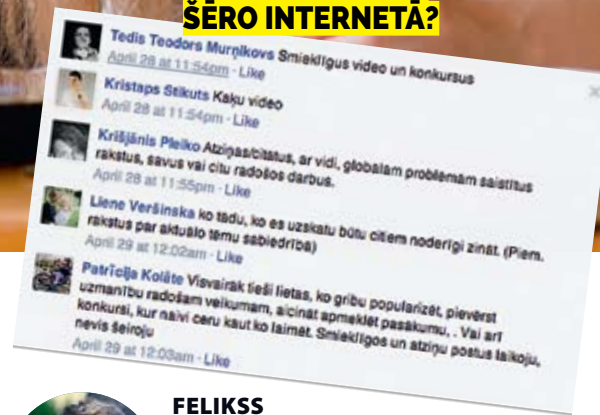 ŠĒRO INTERNETĀ?
Tedis Teodors Murņikovs Smieklīgus video un konkursus
April 28 at 11:54pm · Like
Kristaps Stikuts Kaķu video
April 28 at 11:54pm · Like
Krišjānis Pleiko Atziņas/citātus, ar vidi, globālām problēmām saistītus
rakstus, savus vai citu radošos darbus.
April 28 at 11:55pm · Like
Liene Veršinska ko tādu, ko es uzskatu būtu citiem noderīgi zināt. (Piem.
rakstus par aktuālo tēmu sabiedrībā)
April 29 at 12:02am · Like
Patrīcija Kolāte Visvairāk tieši lietas, ko gribu popularizēt, pievērst
uzmanību radošam veikumam, aicināt apmeklēt pasākumu, . Vai arī
konkursi, kur naivi ceru kaut ko laimēt. Smieklīgos un atziņu postus laikoju,
nevis šeiroju
April 29 at 12:03am · Like
FELIKSS